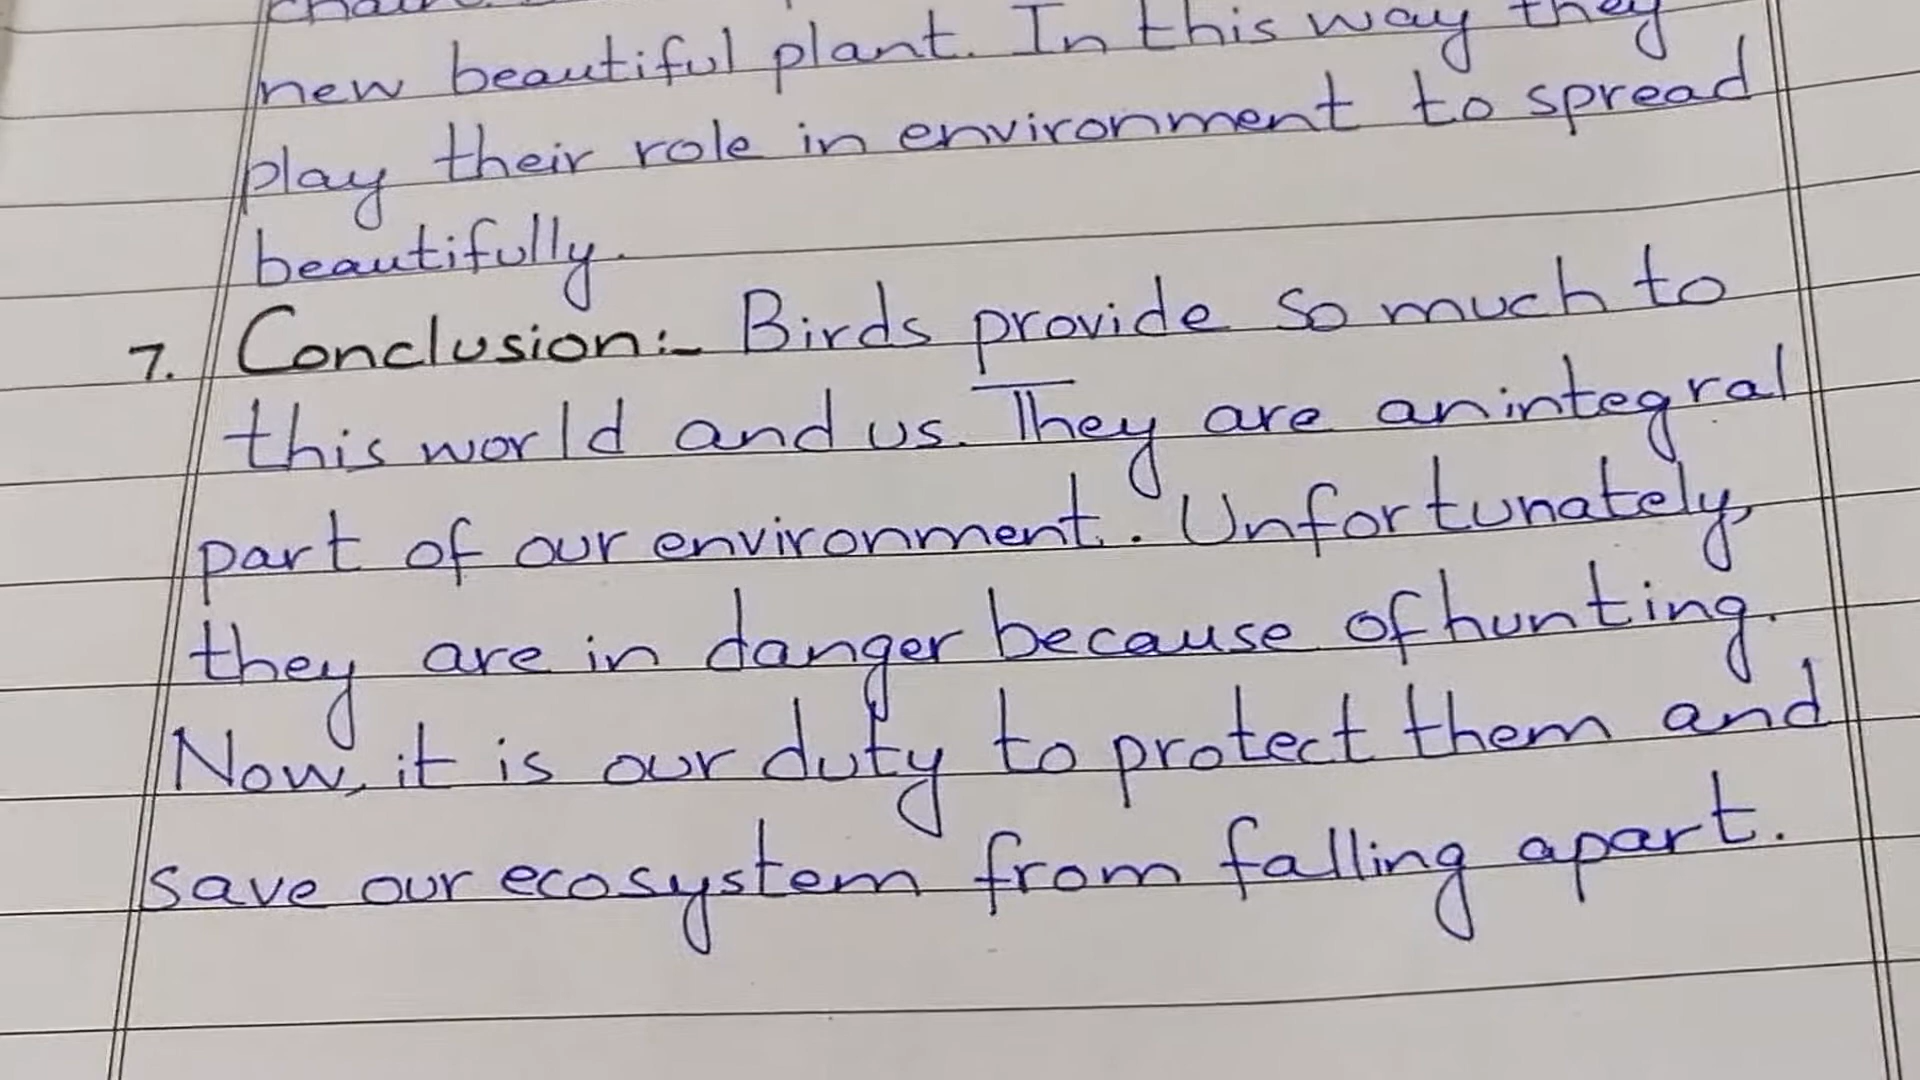 new beautiful plant. In this way they
play their role in environment to spread
beautifully.
7. Conclusion:- Birds provide so much to
this world and us. They are an integral
part of our environment. Unfortunately,
they are in danger because of hunting.
Now, it is our duty to protect them and
save our ecosystem from falling apart.